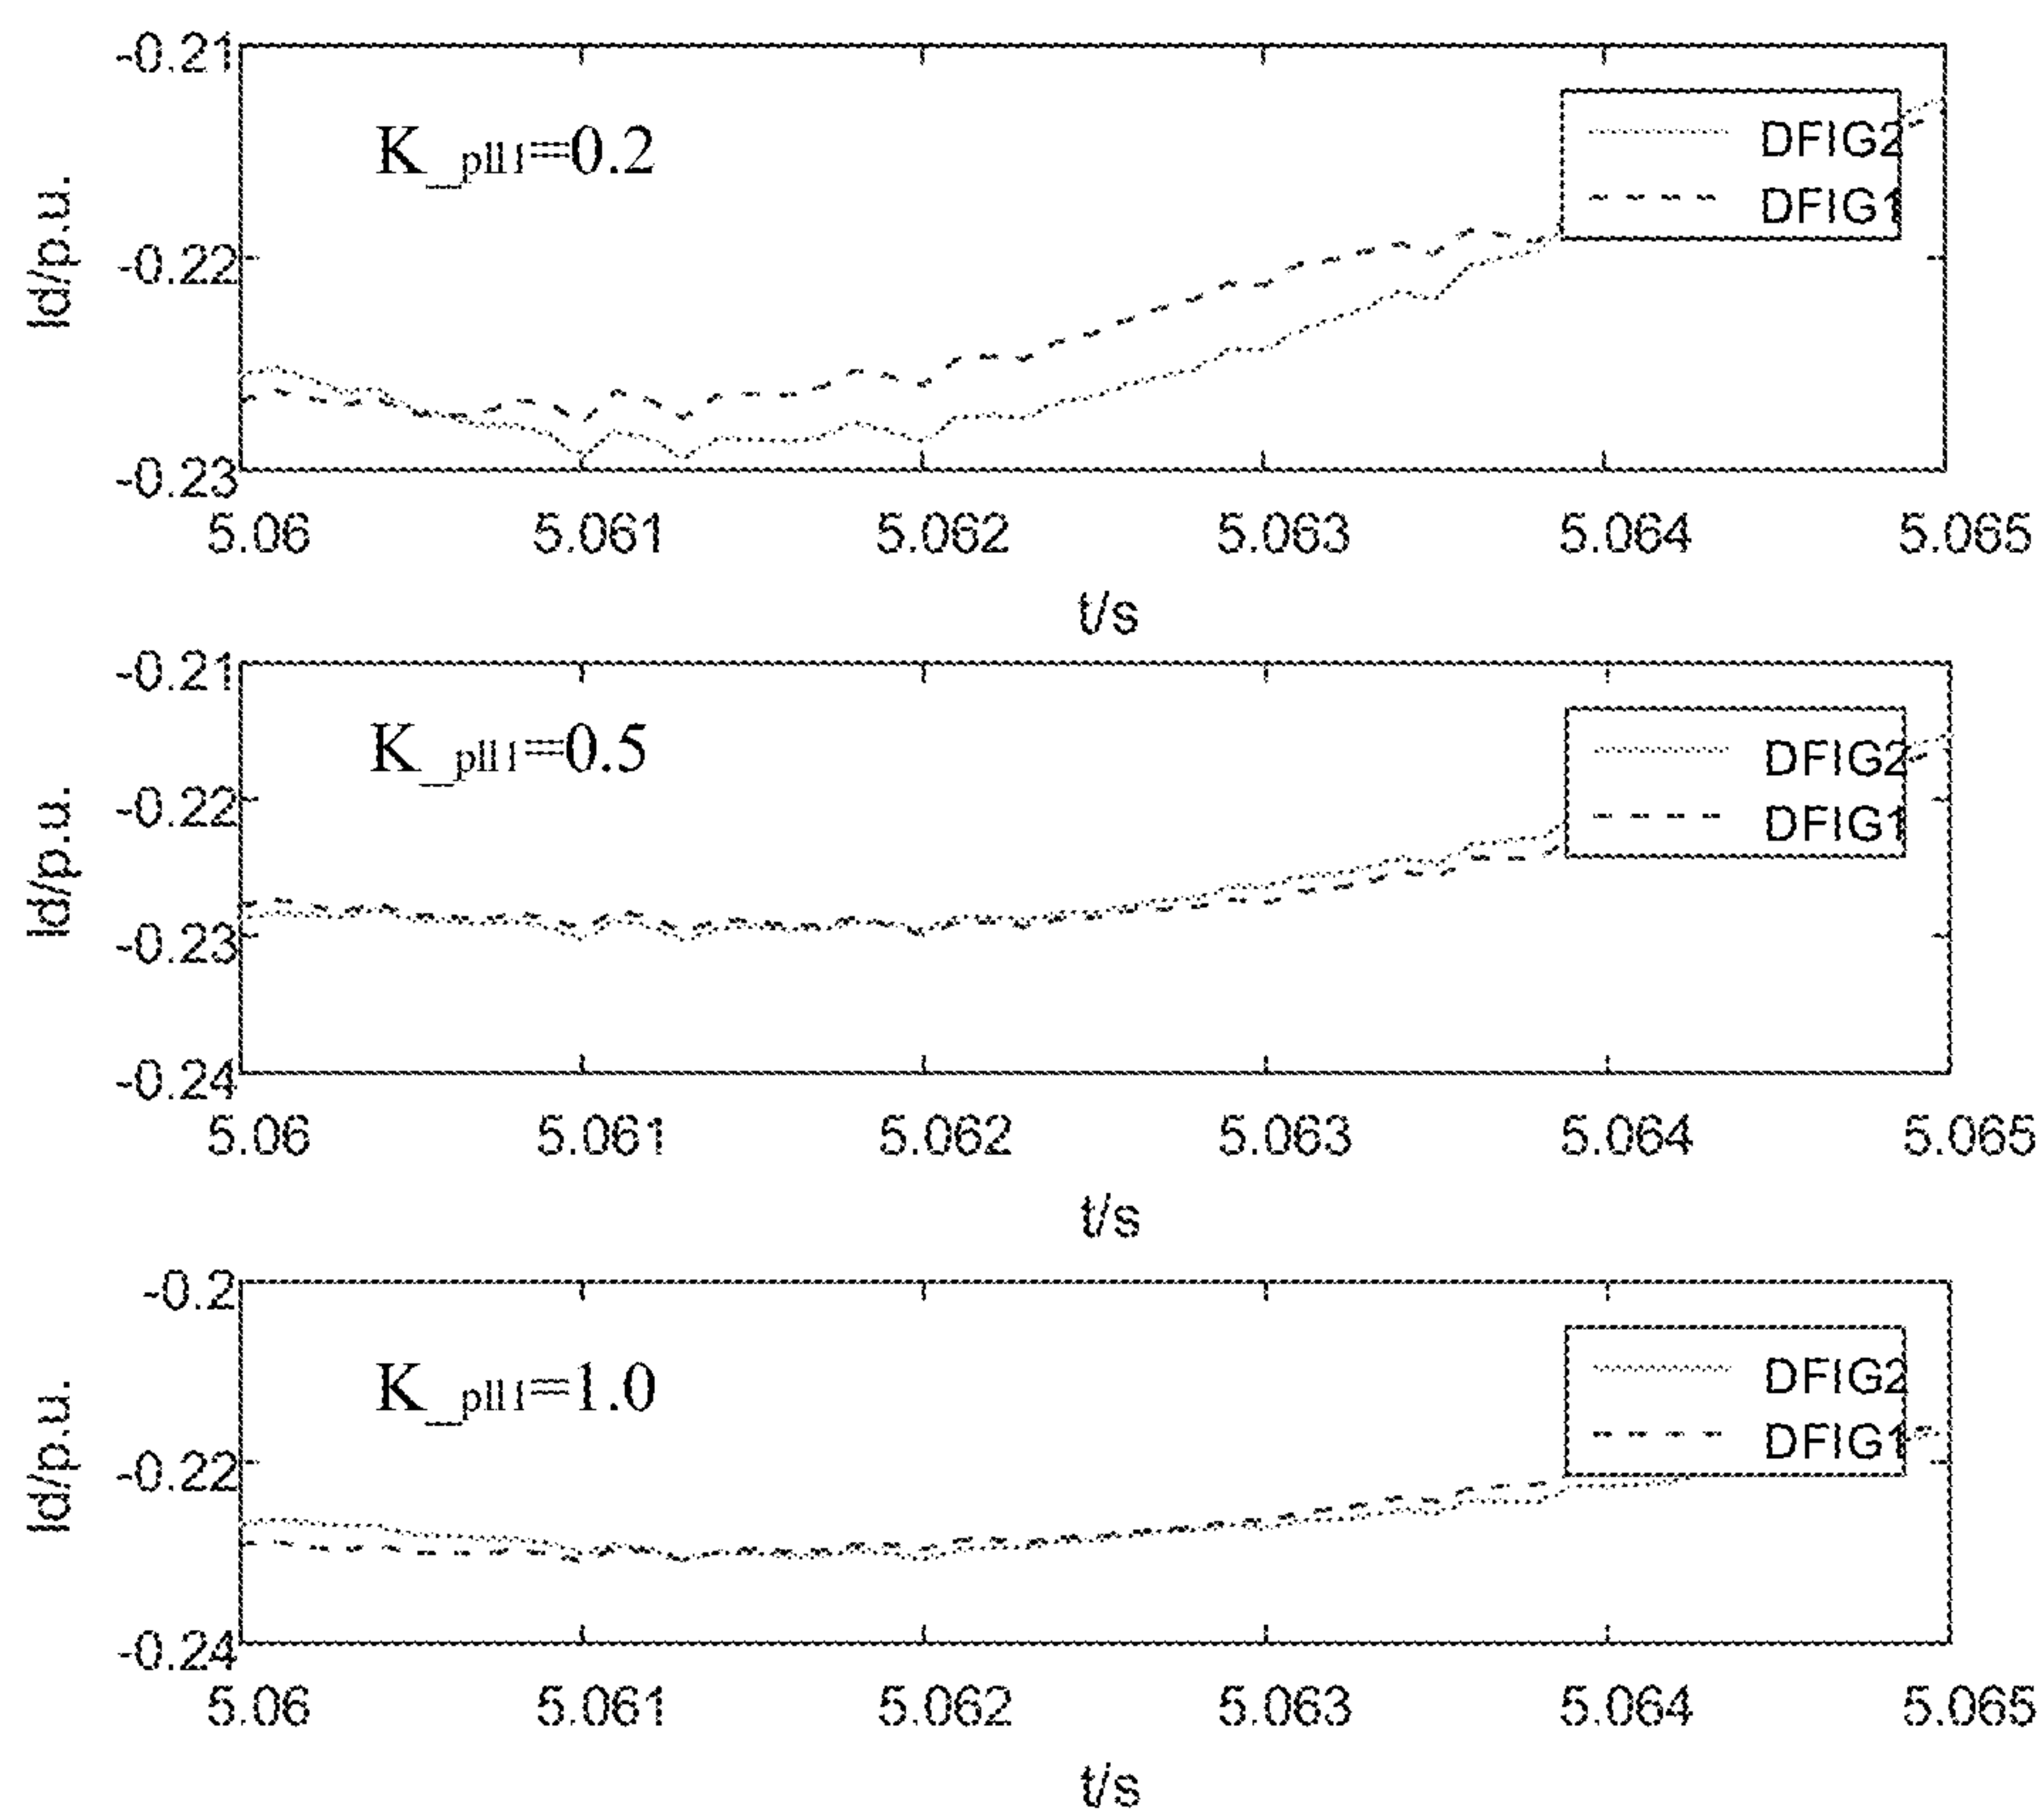 -0.21
K_pll1=0.2
DFIG2
DFIG1
Id/p.u.
-0.22
-0.23
5.06 5.061 5.062 5.063 5.064 5.065
t/s
-0.21
K_pll1=0.5
DFIG2
DFIG1
Id/p.u.
-0.22
-0.23
-0.24
5.06 5.061 5.062 5.063 5.064 5.065
t/s
-0.2
K_pll1=1.0
DFIG2
DFIG1
Id/p.u.
-0.22
-0.24
5.06 5.061 5.062 5.063 5.064 5.065
t/s